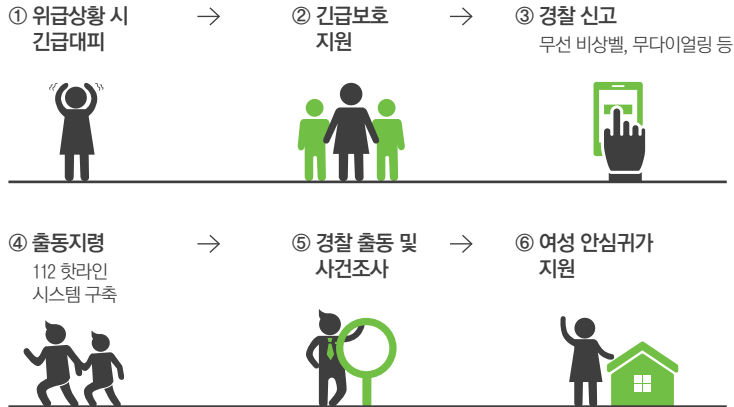 ① 위급상황 시
긴급대피
→
② 긴급보호
지원
→
③ 경찰 신고
무선 비상벨, 무다이얼링 등
④ 출동지령
112 핫라인
시스템 구축
→
⑤ 경찰 출동 및
사건조사
→
⑥ 여성 안심귀가
지원